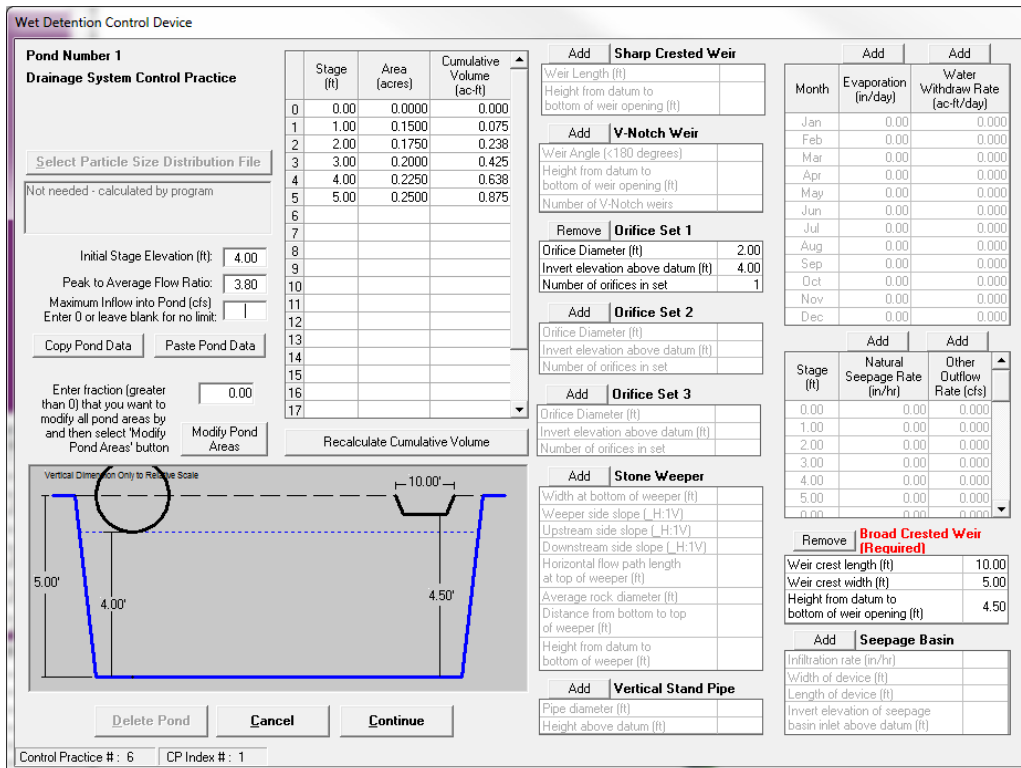 Wet Detention Control Device
Pond Number 1
Drainage System Control Practice
Select Particle Size Distribution File
Not needed - calculated by program
Initial Stage Elevation (ft): 4.00
Peak to Average Flow Ratio: 3.80
Maximum Inflow into Pond (cfs)
Enter 0 or leave blank for no limit:
Copy Pond Data Paste Pond Data
Enter fraction (greater
than 0) that you want to
modify all pond areas by
and then select 'Modify
Pond Areas' button
0.00
Modify Pond
Areas
Stage
(ft)
Area
(acres)
Cumulative
Volume
(ac-ft)
0 0.00 0.0000 0.000
1 1.00 0.1500 0.075
2 2.00 0.1750 0.238
3 3.00 0.2000 0.425
4 4.00 0.2250 0.638
5 5.00 0.2500 0.875
6
7
8
9
10
11
12
13
14
15
16
17
Recalculate Cumulative Volume
Vertical Dimension Only to Relative Scale
10.00'
5.00'
4.00'
4.50'
Delete Pond Cancel Continue
Control Practice # : 6 CP Index # : 1
Add Sharp Crested Weir
Weir Length (ft)
Height from datum to
bottom of weir opening (ft)
Add V-Notch Weir
Weir Angle (<180 degrees)
Height from datum to
bottom of weir opening (ft)
Number of V-Notch weirs
Remove Orifice Set 1
Orifice Diameter (ft) 2.00
Invert elevation above datum (ft) 4.00
Number of orifices in set 1
Add Orifice Set 2
Orifice Diameter (ft)
Invert elevation above datum (ft)
Number of orifices in set
Add Orifice Set 3
Orifice Diameter (ft)
Invert elevation above datum (ft)
Number of orifices in set
Add Stone Weeper
Width at bottom of weeper (ft)
Weeper side slope (_H:1V)
Upstream side slope (_H:1V)
Downstream side slope (_H:1V)
Horizontal flow path length
at top of weeper (ft)
Average rock diameter (ft)
Distance from bottom to top
of weeper (ft)
Height from datum to
bottom of weeper (ft)
Add Vertical Stand Pipe
Pipe diameter (ft)
Height above datum (ft)
Add Add
Month
Evaporation
(in/day)
Water
Withdraw Rate
(ac-ft/day)
Jan 0.00 0.000
Feb 0.00 0.000
Mar 0.00 0.000
Apr 0.00 0.000
May 0.00 0.000
Jun 0.00 0.000
Jul 0.00 0.000
Aug 0.00 0.000
Sep 0.00 0.000
Oct 0.00 0.000
Nov 0.00 0.000
Dec 0.00 0.000
Add Add
Stage
(ft)
Natural
Seepage Rate
(in/hr)
Other
Outflow
Rate (cfs)
0.00 0.00 0.000
1.00 0.00 0.000
2.00 0.00 0.000
3.00 0.00 0.000
4.00 0.00 0.000
5.00 0.00 0.000
0.00 0.00 0.000
Remove Broad Crested Weir
(Required)
Weir crest length (ft) 10.00
Weir crest width (ft) 5.00
Height from datum to
bottom of weir opening (ft) 4.50
Add Seepage Basin
Infiltration rate (in/hr)
Width of device (ft)
Length of device (ft)
Invert elevation of seepage
basin inlet above datum (ft)